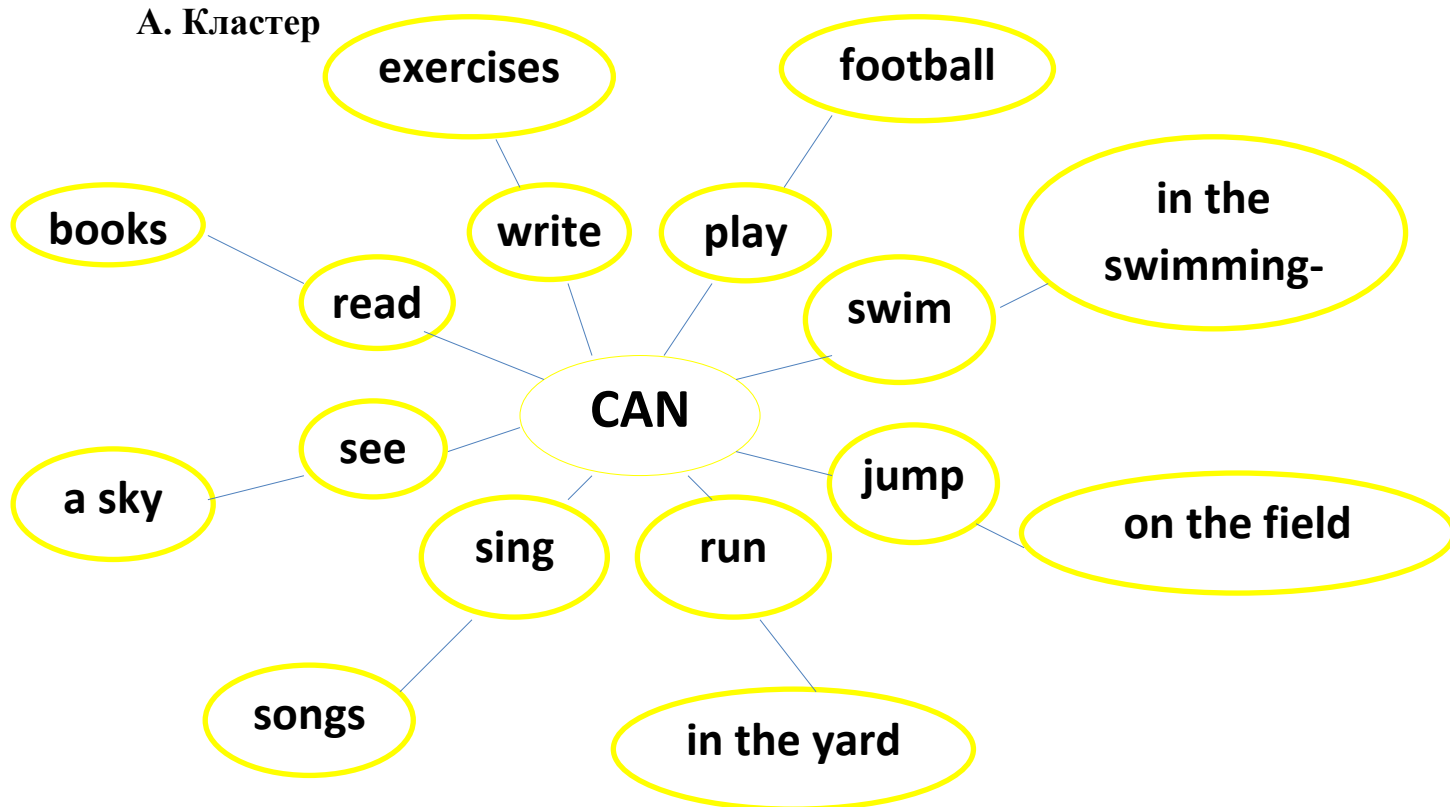 А. Кластер
exercises
football
books
write
play
in the
swimming-
read
swim
CAN
see
jump
a sky
on the field
sing
run
songs
in the yard